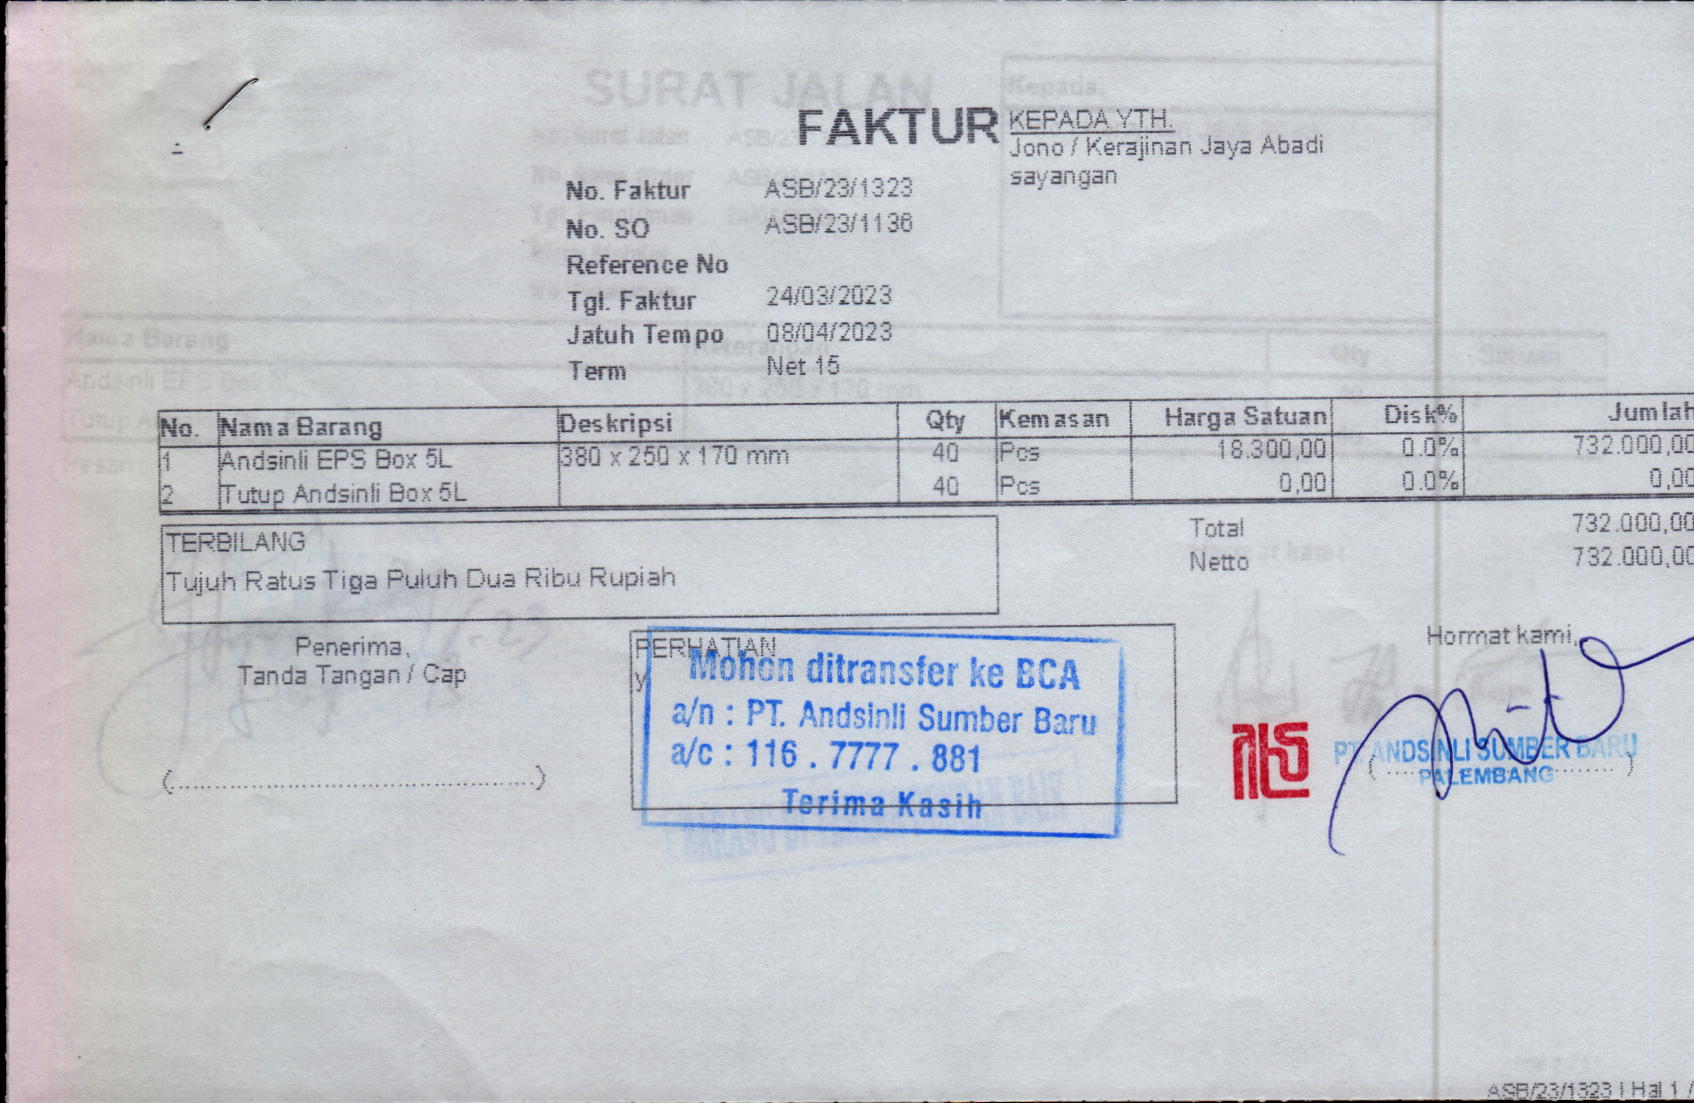 SURAT JALAN
Kepada
FAKTUR
KEPADA YTH.
Jono / Kerajinan Jaya Abadi
sayangan
No. Faktur ASB/23/1323
No. SO ASB/23/1136
Reference No
Tgl. Faktur 24/03/2023
Jatuh Tempo 08/04/2023
Term Net 15
Nama Barang
No. Nama Barang Deskripsi Qty Kemasan Harga Satuan Disk% Jumlah
1 Andsinli EPS Box 5L 380 x 250 x 170 mm 40 Pcs 18.300,00 0.0% 732.000,00
2 Tutup Andsinli Box 5L 40 Pcs 0,00 0.0% 0,00
Pesan
TERBILANG
Tujuh Ratus Tiga Puluh Dua Ribu Rupiah
Total 732.000,00
Netto 732.000,00
Penerima,
Tanda Tangan / Cap
(..........................................)
PERHATIAN
y
Mohon ditransfer ke BCA
a/n : PT. Andsinli Sumber Baru
a/c : 116 . 7777 . 881
Terima Kasih
Hormat kami,
PT ANDSINLI SUMBER BARU
PALEMBANG
ASB/23/1323 | Hal 1 /